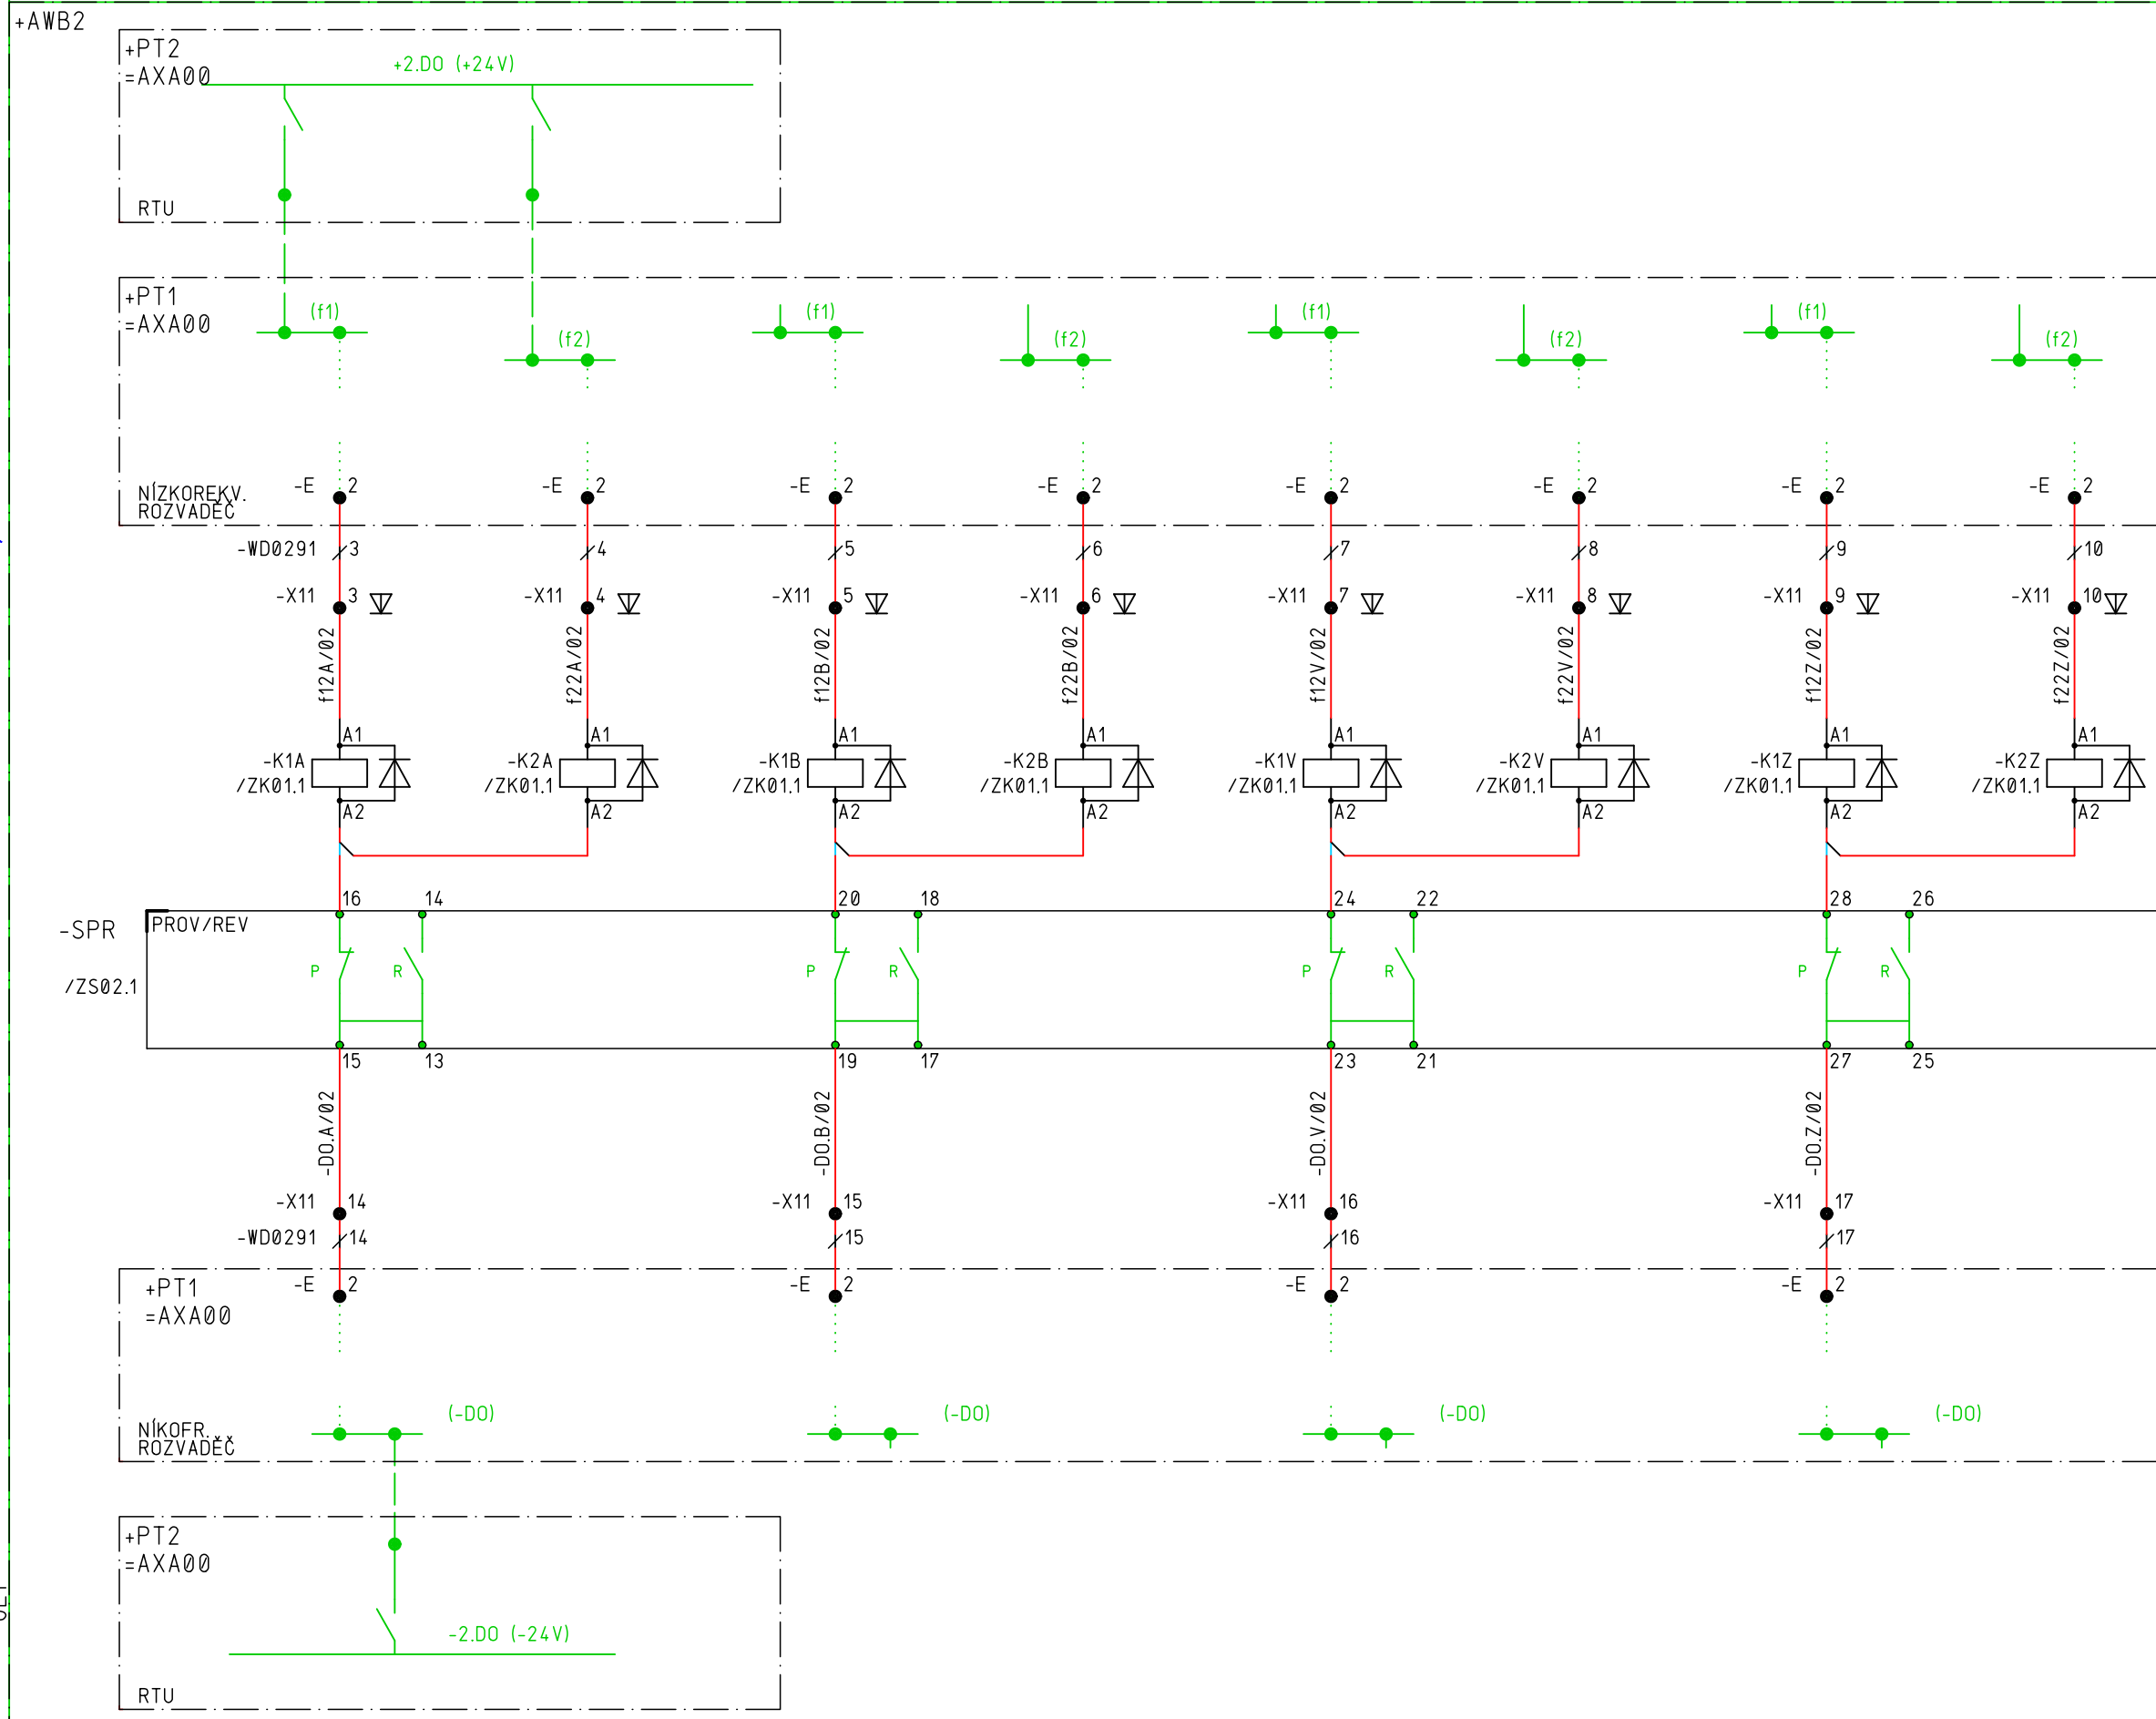 +AWB2
+PT2
=AXA00
+2.DO (+24V)
RTU
+PT1
=AXA00
(f1) (f2) (f1) (f2) (f1) (f2) (f1) (f2)
NÍZKOREKV.
ROZVADĚČ
-E 2 -E 2 -E 2 -E 2 -E 2 -E 2 -E 2 -E 2
-WD0291 3 4 5 6 7 8 9 10
-X11 3 -X11 4 -X11 5 -X11 6 -X11 7 -X11 8 -X11 9 -X11 10
f12A/02 f22A/02 f12B/02 f22B/02 f12V/02 f22V/02 f12Z/02 f22Z/02
A1 A1 A1 A1 A1 A1 A1 A1
-K1A -K2A -K1B -K2B -K1V -K2V -K1Z -K2Z
/ZK01.1 /ZK01.1 /ZK01.1 /ZK01.1 /ZK01.1 /ZK01.1 /ZK01.1 /ZK01.1
A2 A2 A2 A2 A2 A2 A2 A2
16 14 20 18 24 22 28 26
-SPR PROV/REV
P R P R P R P R
/ZS02.1
15 13 19 17 23 21 27 25
-DO.A/02 -DO.B/02 -DO.V/02 -DO.Z/02
-X11 14 -X11 15 -X11 16 -X11 17
-WD0291 14 15 16 17
+PT1
=AXA00
-E 2 -E 2 -E 2 -E 2
(-DO) (-DO) (-DO) (-DO)
NÍKOFR.
ROZVADĚČ
+PT2
=AXA00
-2.DO (-24V)
RTU